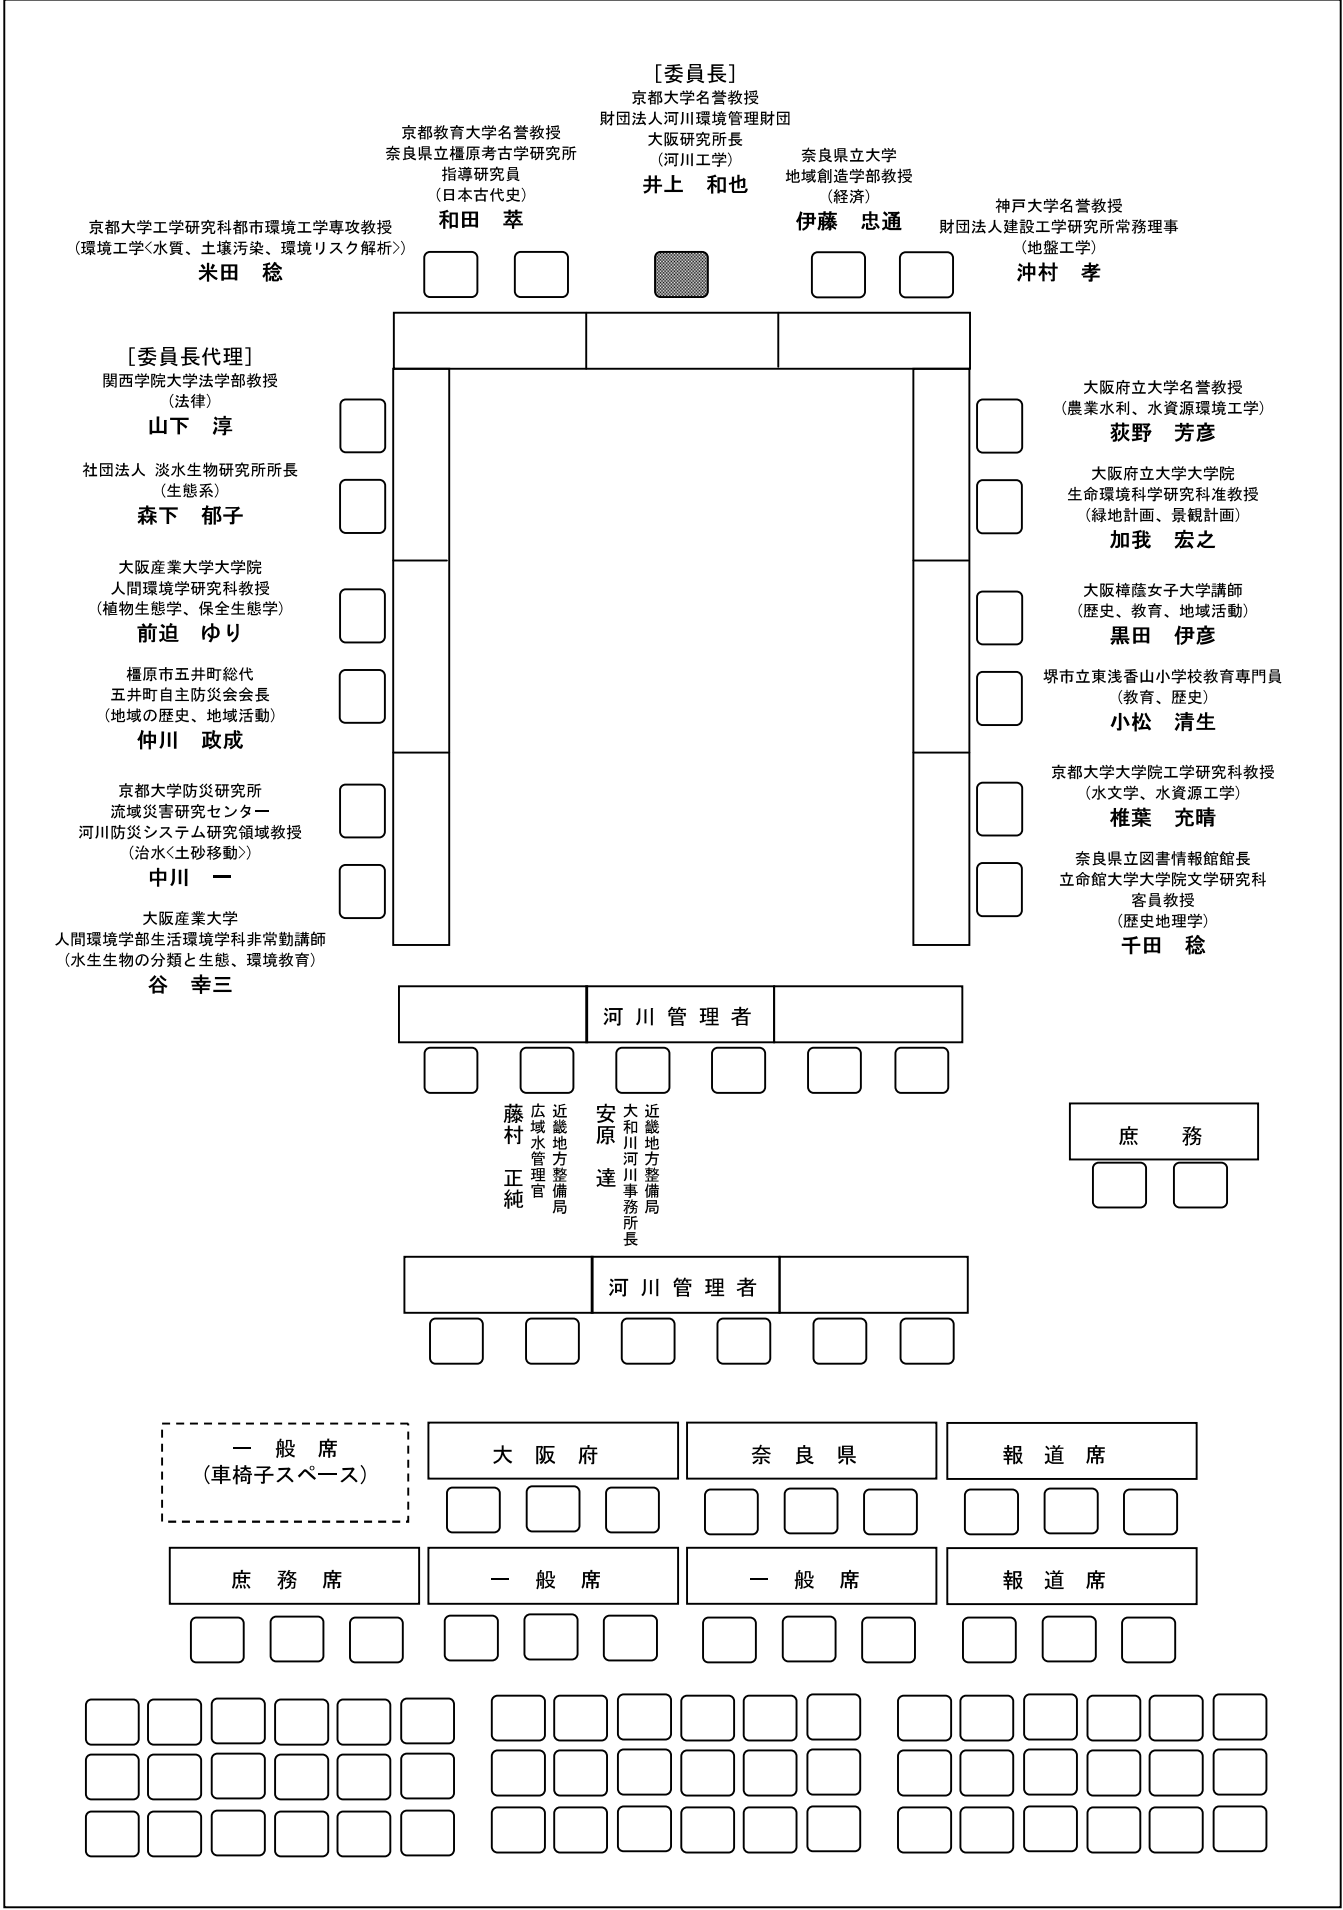 ［委員長］
京都大学名誉教授
財団法人河川環境管理財団
大阪研究所長
（河川工学）
井上　和也
京都教育大学名誉教授
奈良県立橿原考古学研究所
指導研究員
（日本古代史）
和田　萃
奈良県立大学
地域創造学部教授
（経済）
伊藤　忠通
京都大学工学研究科都市環境工学専攻教授
（環境工学<水質、土壌汚染、環境リスク解析>）
米田　稔
神戸大学名誉教授
財団法人建設工学研究所常務理事
（地盤工学）
沖村　孝
［委員長代理］
関西学院大学法学部教授
（法律）
山下　淳
社団法人 淡水生物研究所所長
（生態系）
森下　郁子
大阪産業大学大学院
人間環境学研究科教授
（植物生態学、保全生態学）
前迫　ゆり
橿原市五井町総代
五井町自主防災会会長
（地域の歴史、地域活動）
仲川　政成
京都大学防災研究所
流域災害研究センター
河川防災システム研究領域教授
（治水<土砂移動>）
中川　一
大阪産業大学
人間環境学部生活環境学科非常勤講師
（水生生物の分類と生態、環境教育）
谷　幸三
大阪府立大学名誉教授
（農業水利、水資源環境工学）
荻野　芳彦
大阪府立大学大学院
生命環境科学研究科准教授
（緑地計画、景観計画）
加我　宏之
大阪樟蔭女子大学講師
（歴史、教育、地域活動）
黒田　伊彦
堺市立東浅香山小学校教育専門員
（教育、歴史）
小松　清生
京都大学大学院工学研究科教授
（水文学、水資源工学）
椎葉　充晴
奈良県立図書情報館館長
立命館大学大学院文学研究科
客員教授
（歴史地理学）
千田　稔
河 川 管 理 者
近畿地方整備局
大和川河川事務所長
安原　達
近畿地方整備局
広域水管理官
藤村　正純
庶　　務
河 川 管 理 者
一　般　席
（車椅子スペース）
大　阪　府
奈　良　県
報　道　席
庶　務　席
一　般　席
一　般　席
報　道　席